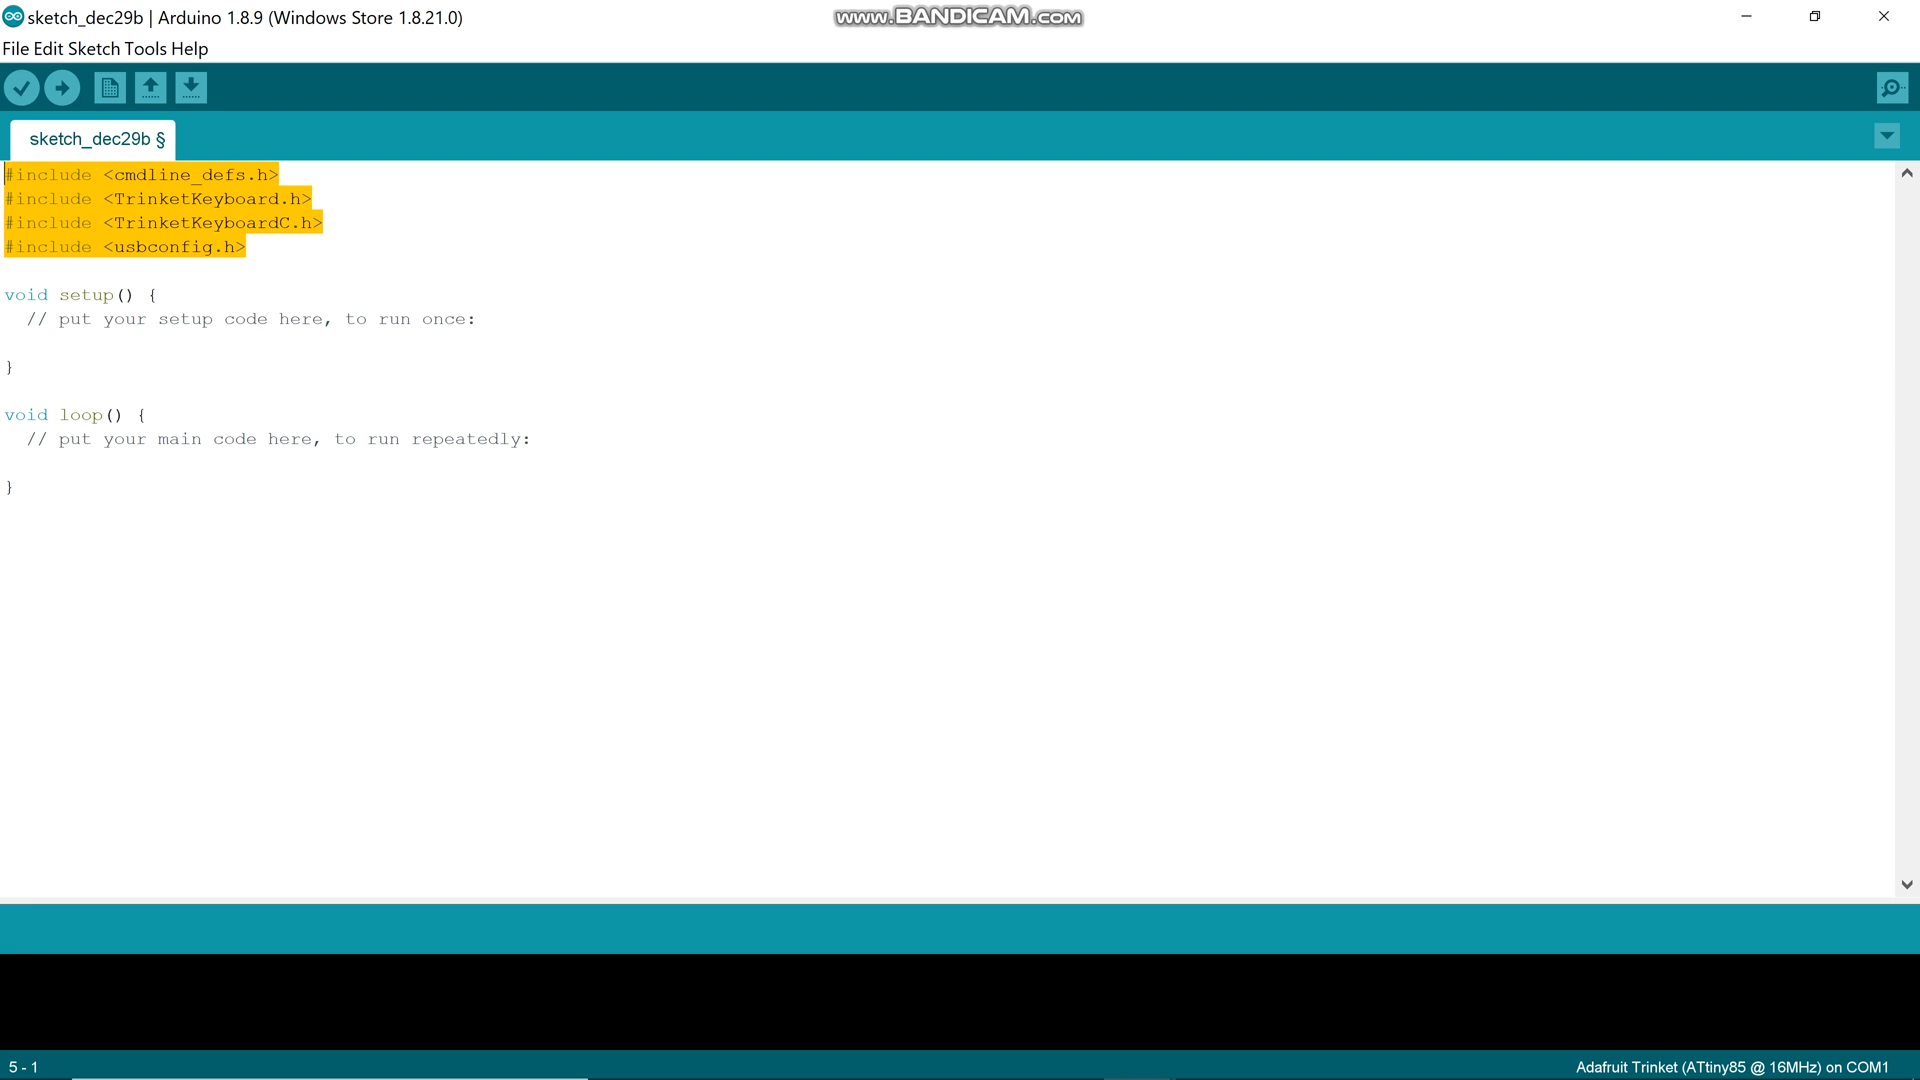 sketch_dec29b | Arduino 1.8.9 (Windows Store 1.8.21.0)
www.BANDICAM.com
File Edit Sketch Tools Help
sketch_dec29b §
#include <cmdline_defs.h>
#include <TrinketKeyboard.h>
#include <TrinketKeyboardC.h>
#include <usbconfig.h>
void setup() {
// put your setup code here, to run once:
}
void loop() {
// put your main code here, to run repeatedly:
}
5 - 1
Adafruit Trinket (ATtiny85 @ 16MHz) on COM1